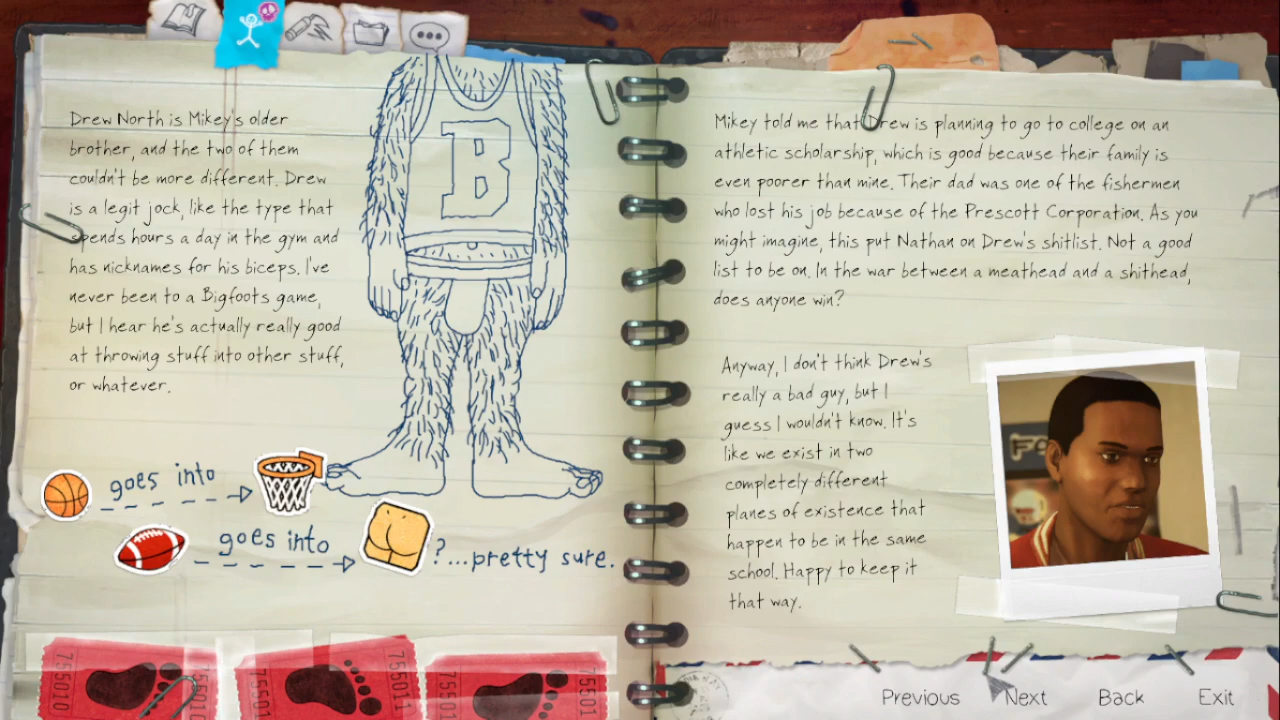 Drew North is Mikey's older
brother, and the two of them
couldn't be more different. Drew
is a legit jock, like the type that
spends hours a day in the gym and
has nicknames for his biceps. I've
never been to a Bigfoots game,
but I hear he's actually really good
at throwing stuff into other stuff,
or whatever.
B
goes into
goes into
?...pretty sure.
755010
755010
755011
755011
Mikey told me that Drew is planning to go to college on an
athletic scholarship, which is good because their family is
even poorer than mine. Their dad was one of the fishermen
who lost his job because of the Prescott Corporation. As you
might imagine, this put Nathan on Drew's shitlist. Not a good
list to be on. In the war between a meathead and a shithead,
does anyone win?
Anyway, I don't think Drew's
really a bad guy, but I
guess I wouldn't know. It's
like we exist in two
completely different
planes of existence that
happen to be in the same
school. Happy to keep it
that way.
Previous
Next
Back
Exit